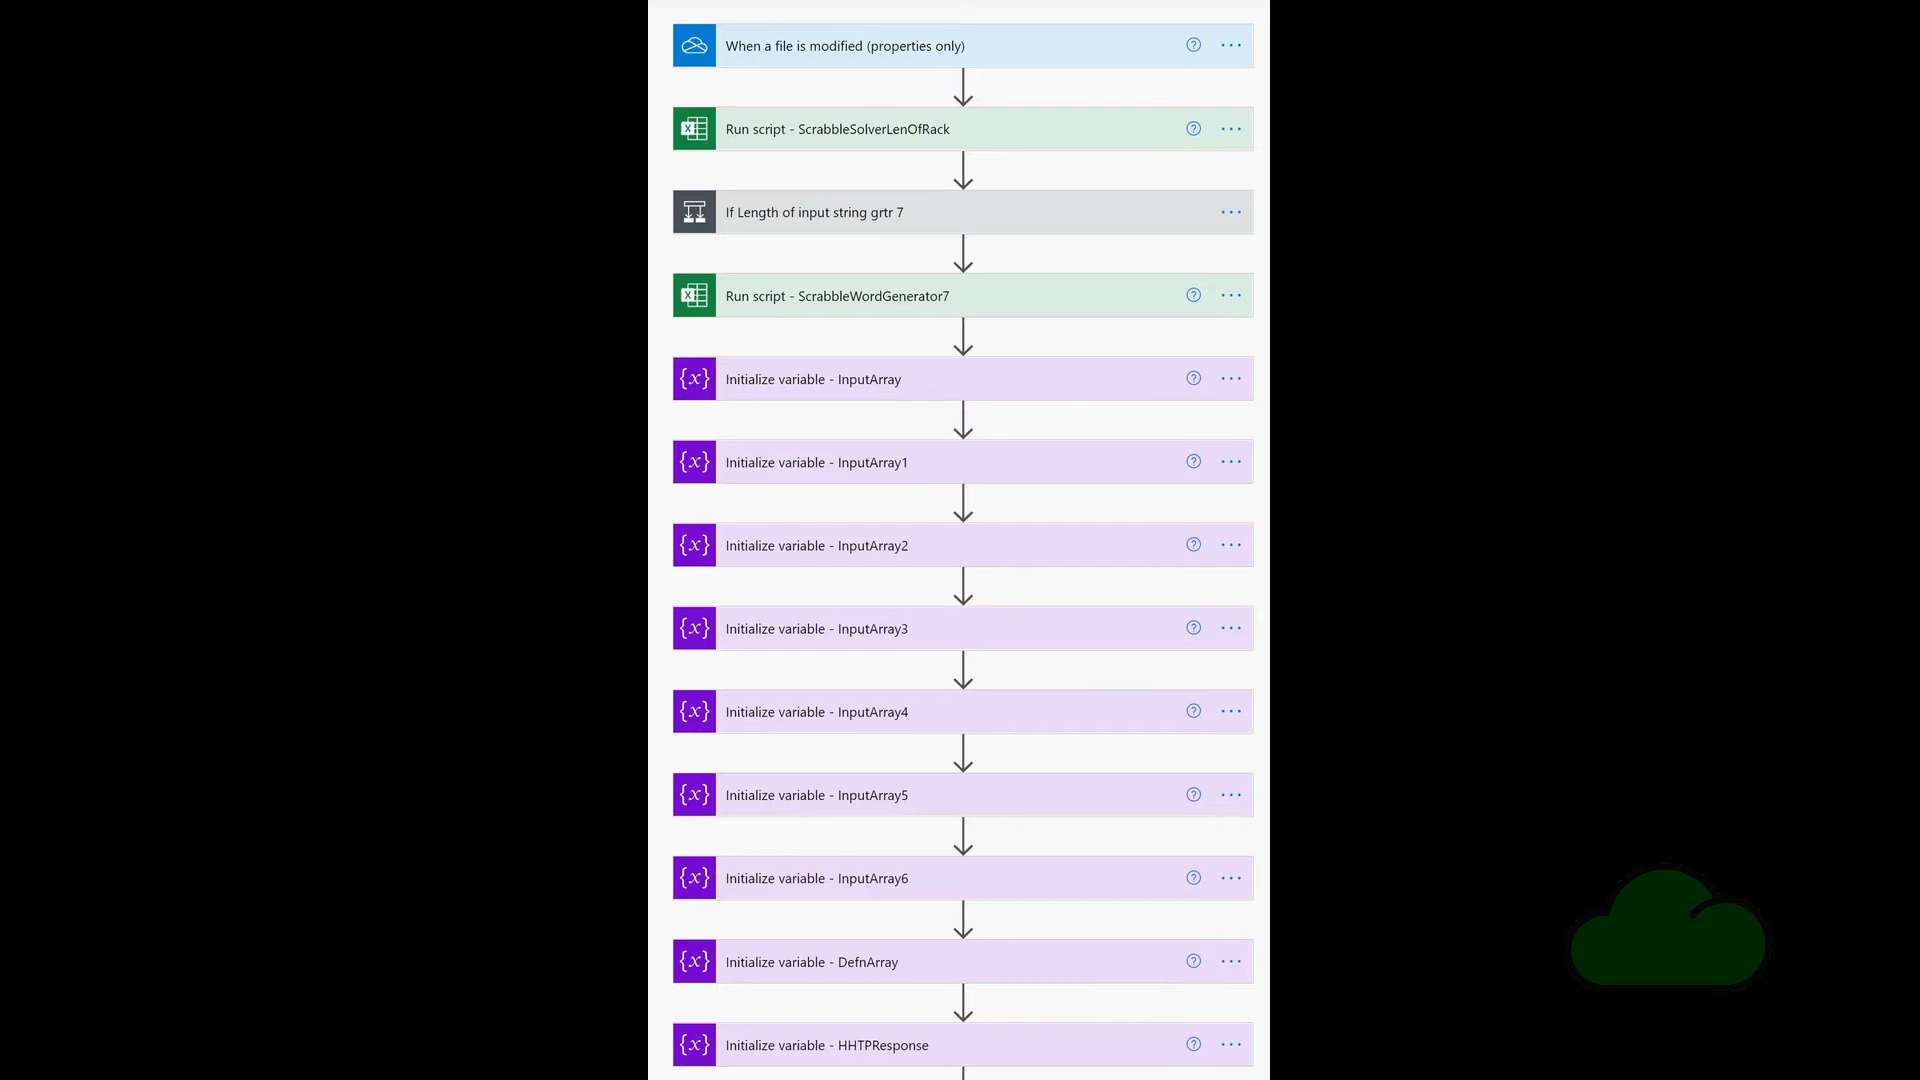 When a file is modified (properties only)
Run script - ScrabbleSolverLenOfRack
If Length of input string grtr 7
Run script - ScrabbleWordGenerator7
Initialize variable - InputArray
Initialize variable - InputArray1
Initialize variable - InputArray2
Initialize variable - InputArray3
Initialize variable - InputArray4
Initialize variable - InputArray5
Initialize variable - InputArray6
Initialize variable - DefnArray
Initialize variable - HHTPResponse